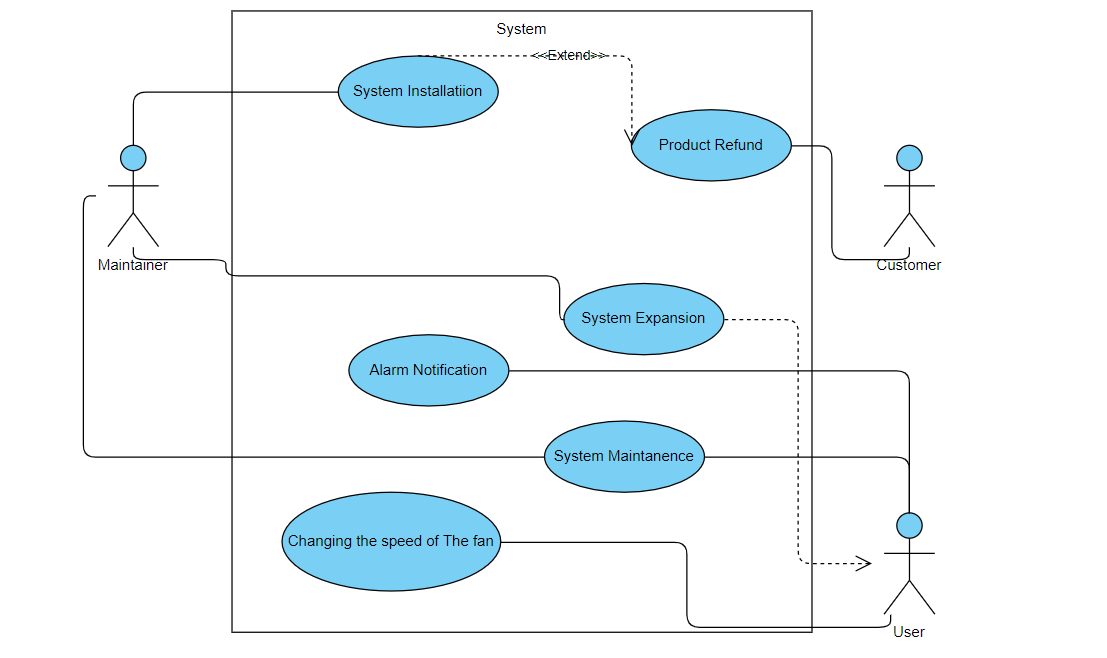 System
<<Extend>>
System Installatiion
Product Refund
Maintainer
Customer
System Expansion
Alarm Notification
System Maintanence
Changing the speed of The fan
User